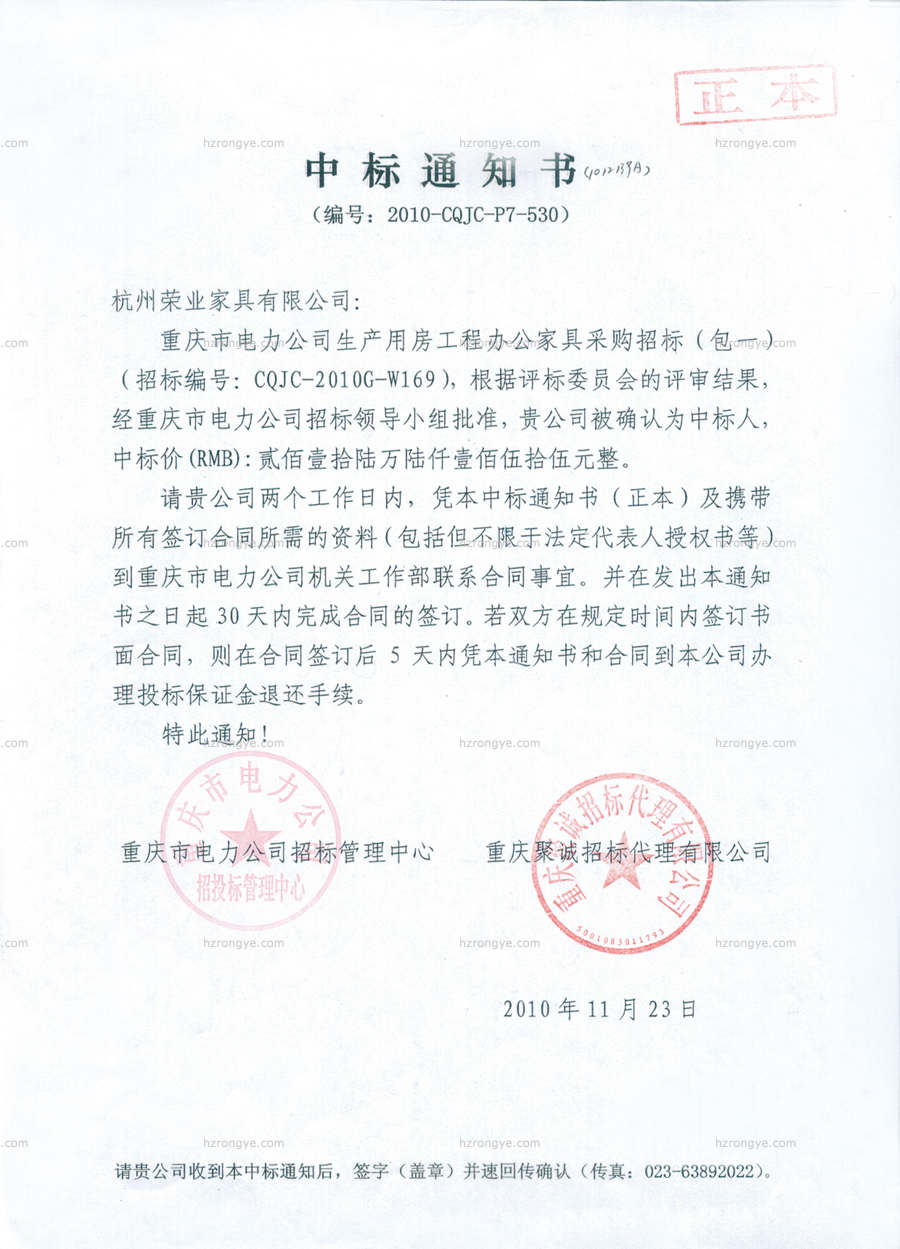 正本
中标通知书
（编号：2010-CQJC-P7-530）
杭州荣业家具有限公司：
重庆市电力公司生产用房工程办公家具采购招标（包一）
（招标编号：CQJC-2010G-W169），根据评标委员会的评审结果，
经重庆市电力公司招标领导小组批准，贵公司被确认为中标人，
中标价(RMB)：贰佰壹拾陆万陆仟壹佰伍拾伍元整。
请贵公司两个工作日内，凭本中标通知书（正本）及携带
所有签订合同所需的资料（包括但不限于法定代表人授权书等）
到重庆市电力公司机关工作部联系合同事宜。并在发出本通知
书之日起30天内完成合同的签订。若双方在规定时间内签订书
面合同，则在合同签订后 5 天内凭本通知书和合同到本公司办
理投标保证金退还手续。
特此通知！
重庆市电力公司
招投标管理中心
重庆市电力公司招标管理中心
重庆聚诚招标代理有限公司
重庆聚诚招标代理有限公司
5001083011793
2010年11月23日
请贵公司收到本中标通知后，签字（盖章）并速回传确认（传真：023-63892022）。
hzrongye.com